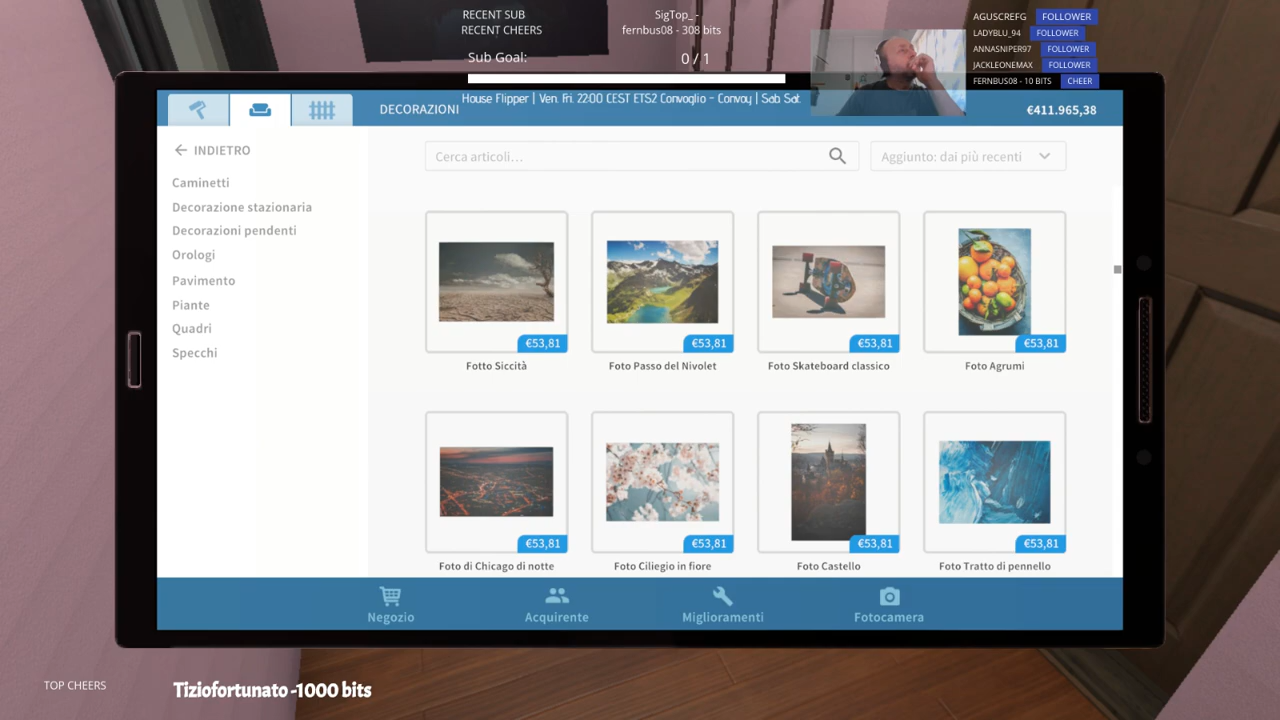 RECENT SUB
SigTop_ -
RECENT CHEERS
fernbus08 - 308 bits
Sub Goal:
0 / 1
AGUSCREFG FOLLOWER
LADYBLU_94 FOLLOWER
ANNASNIPER97 FOLLOWER
JACKLEONEMAX FOLLOWER
FERNBUS08 - 10 BITS CHEER
House Flipper | Ven. Fri. 22:00 CEST ETS2 Convoglio - Convoy | Sab Sat.
DECORAZIONI
€411.965,38
INDIETRO
Caminetti
Decorazione stazionaria
Decorazioni pendenti
Orologi
Pavimento
Piante
Quadri
Specchi
Cerca articoli...
Aggiunto: dai più recenti
€53,81
€53,81
€53,81
€53,81
Fotto Siccità
Foto Passo del Nivolet
Foto Skateboard classico
Foto Agrumi
€53,81
€53,81
€53,81
€53,81
Foto di Chicago di notte
Foto Ciliegio in fiore
Foto Castello
Foto Tratto di pennello
Negozio
Acquirente
Miglioramenti
Fotocamera
TOP CHEERS
Tiziofortunato -1000 bits